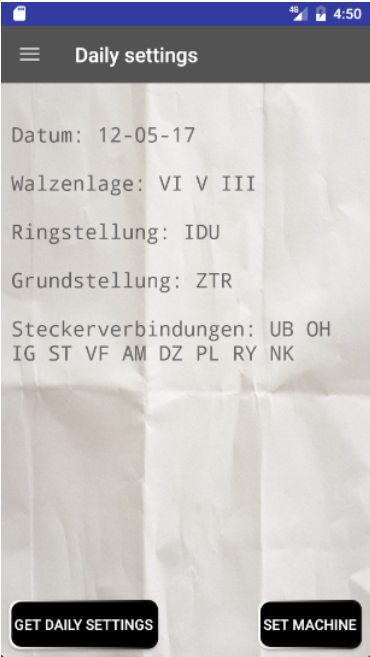 4G 4:50
Daily settings
Datum: 12-05-17
Walzenlage: VI V III
Ringstellung: IDU
Grundstellung: ZTR
Steckerverbindungen: UB OH
IG ST VF AM DZ PL RY NK
GET DAILY SETTINGS SET MACHINE